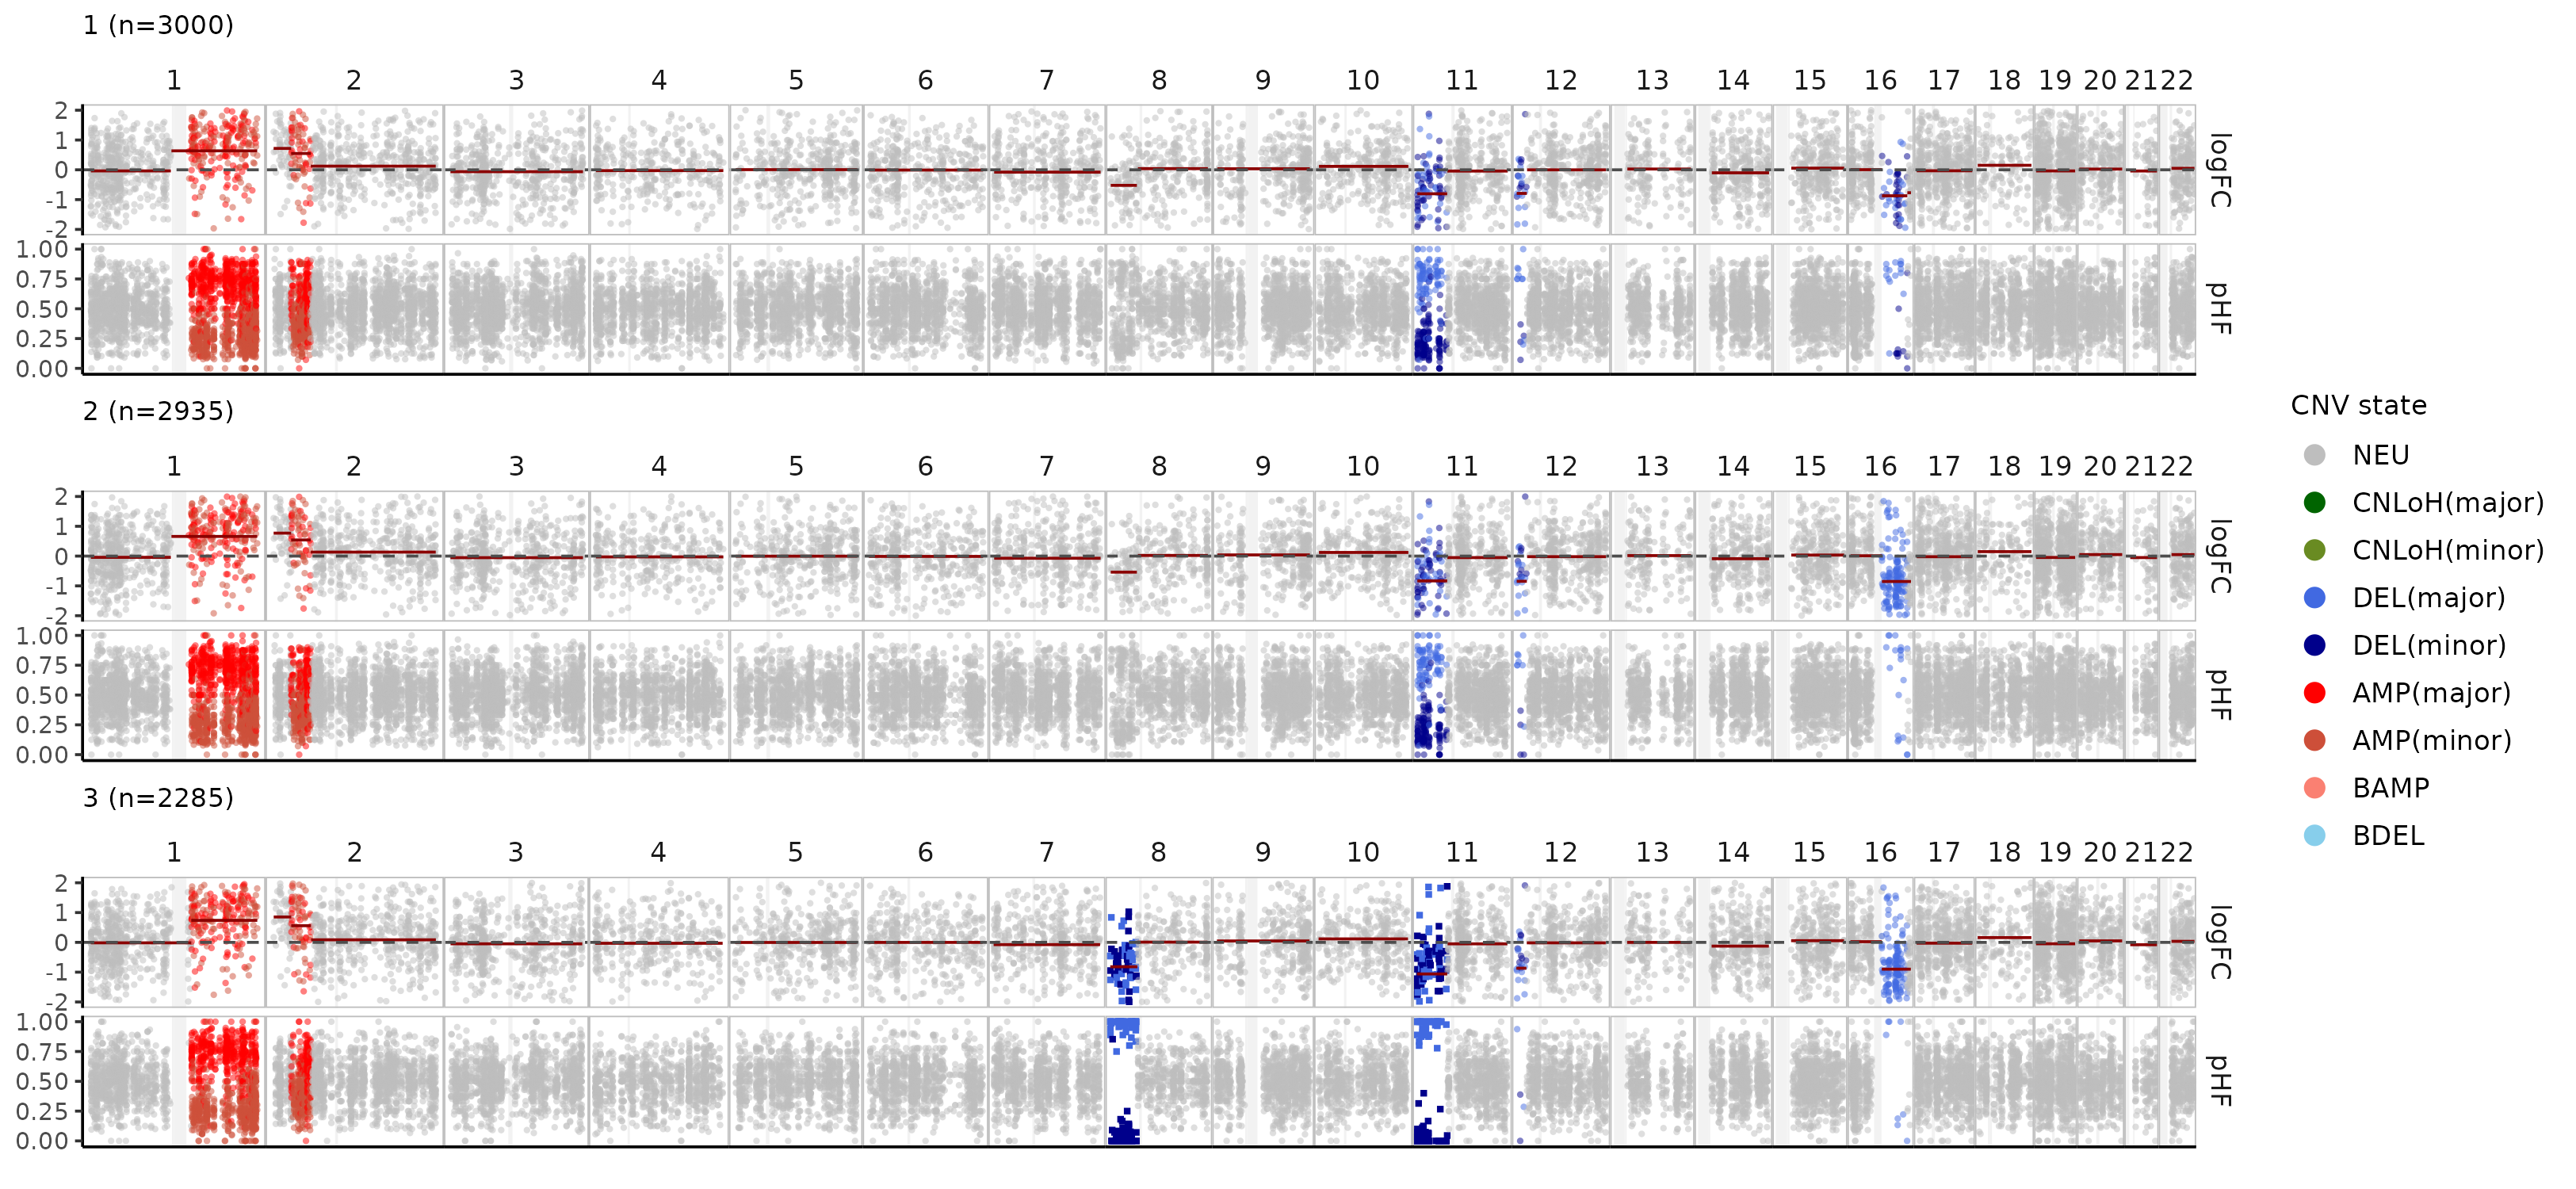 1 (n=3000)
1 2 3 4 5 6 7 8 9 10 11 12 13 14 15 16 17 18 19 20 21 22
2
1
0
-1
-2
logFC
1.00
0.75
0.50
0.25
0.00
pHF
2 (n=2935)
1 2 3 4 5 6 7 8 9 10 11 12 13 14 15 16 17 18 19 20 21 22
2
1
0
-1
-2
logFC
1.00
0.75
0.50
0.25
0.00
pHF
3 (n=2285)
1 2 3 4 5 6 7 8 9 10 11 12 13 14 15 16 17 18 19 20 21 22
2
1
0
-1
-2
logFC
1.00
0.75
0.50
0.25
0.00
pHF
CNV state
NEU
CNLoH(major)
CNLoH(minor)
DEL(major)
DEL(minor)
AMP(major)
AMP(minor)
BAMP
BDEL